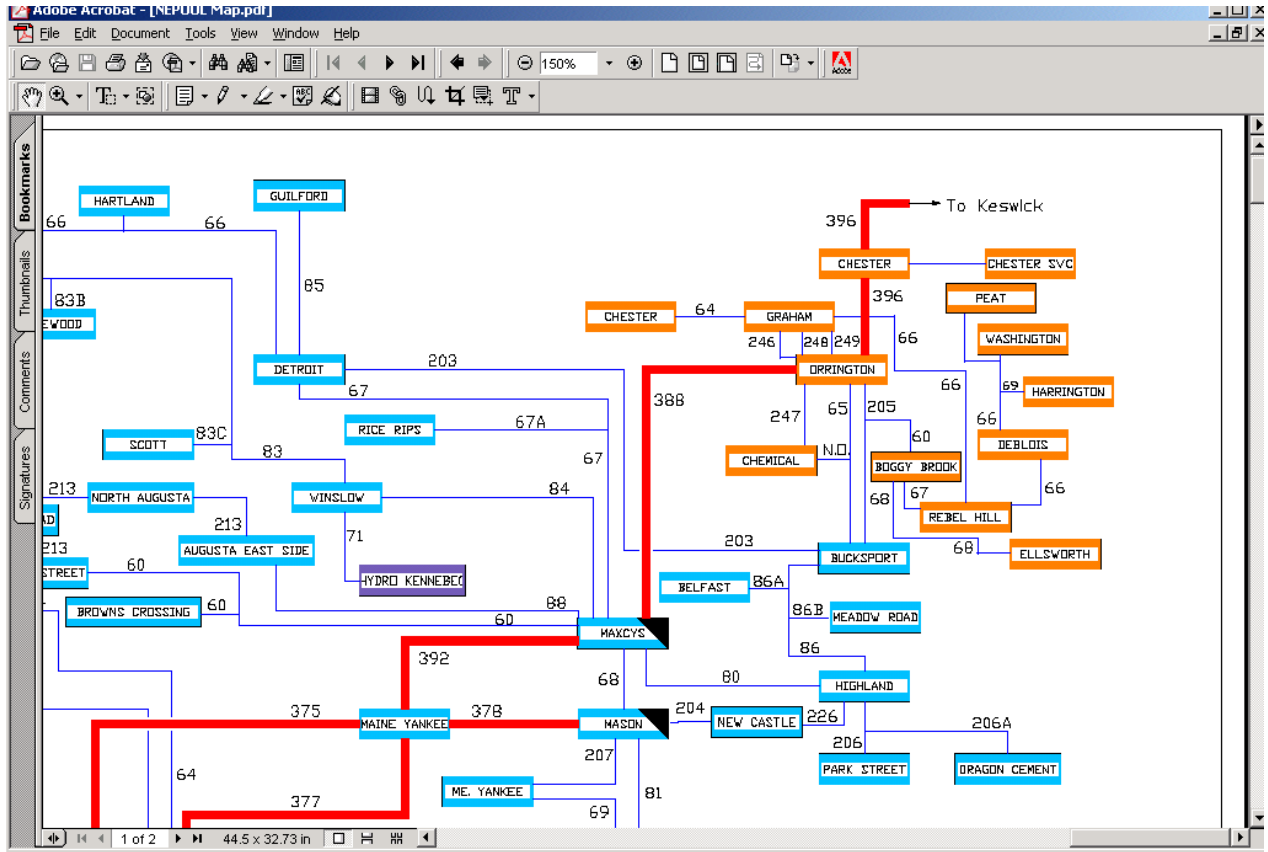 Adobe Acrobat - [NEPOOL Map.pdf]
File Edit Document Tools View Window Help
150%
Adobe
Bookmarks
Thumbnails
Comments
Signatures
HARTLAND
GUILFORD
66
66
85
83B
EWOOD
396
To Keswick
CHESTER
CHESTER SVC
396
PEAT
CHESTER
64
GRAHAM
246
248
249
66
WASHINGTON
DETROIT
203
67
ORRINGTON
66
69
HARRINGTON
388
RICE RIPS
67A
247
65
205
66
SCOTT
83C
83
67
CHEMICAL
N.O.
60
BOGGY BROOK
DEBLOIS
213
NORTH AUGUSTA
WINSLOW
84
68
67
66
REBEL HILL
AD
213
213
AUGUSTA EAST SIDE
71
203
BUCKSPORT
68
ELLSWORTH
STREET
60
HYDRO KENNEBEC
BELFAST
86A
BROWNS CROSSING
60
88
60
86B
MEADOW ROAD
MAXCYS
392
86
68
80
HIGHLAND
375
MAINE YANKEE
378
MASON
204
NEW CASTLE
226
206A
207
206
PARK STREET
DRAGON CEMENT
64
ME. YANKEE
377
69
81
1 of 2
44.5 x 32.73 in